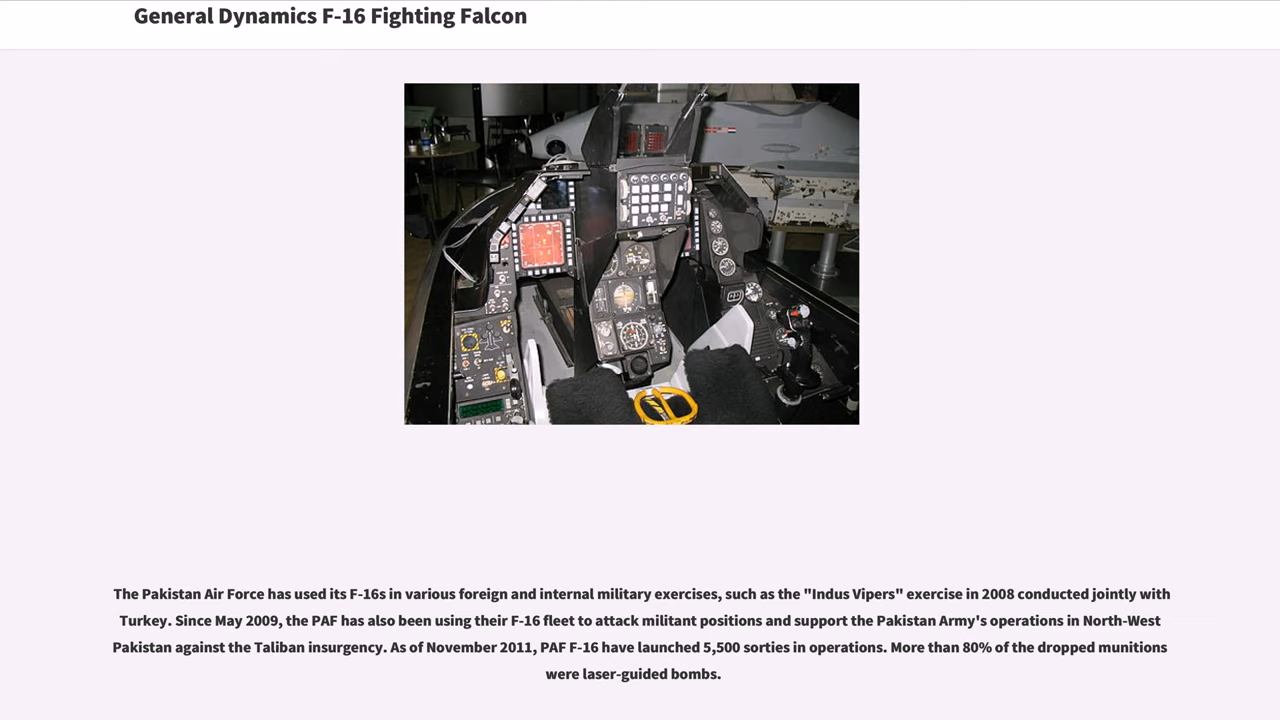 General Dynamics F-16 Fighting Falcon
The Pakistan Air Force has used its F-16s in various foreign and internal military exercises, such as the "Indus Vipers" exercise in 2008 conducted jointly with
Turkey. Since May 2009, the PAF has also been using their F-16 fleet to attack militant positions and support the Pakistan Army's operations in North-West
Pakistan against the Taliban insurgency. As of November 2011, PAF F-16 have launched 5,500 sorties in operations. More than 80% of the dropped munitions
were laser-guided bombs.